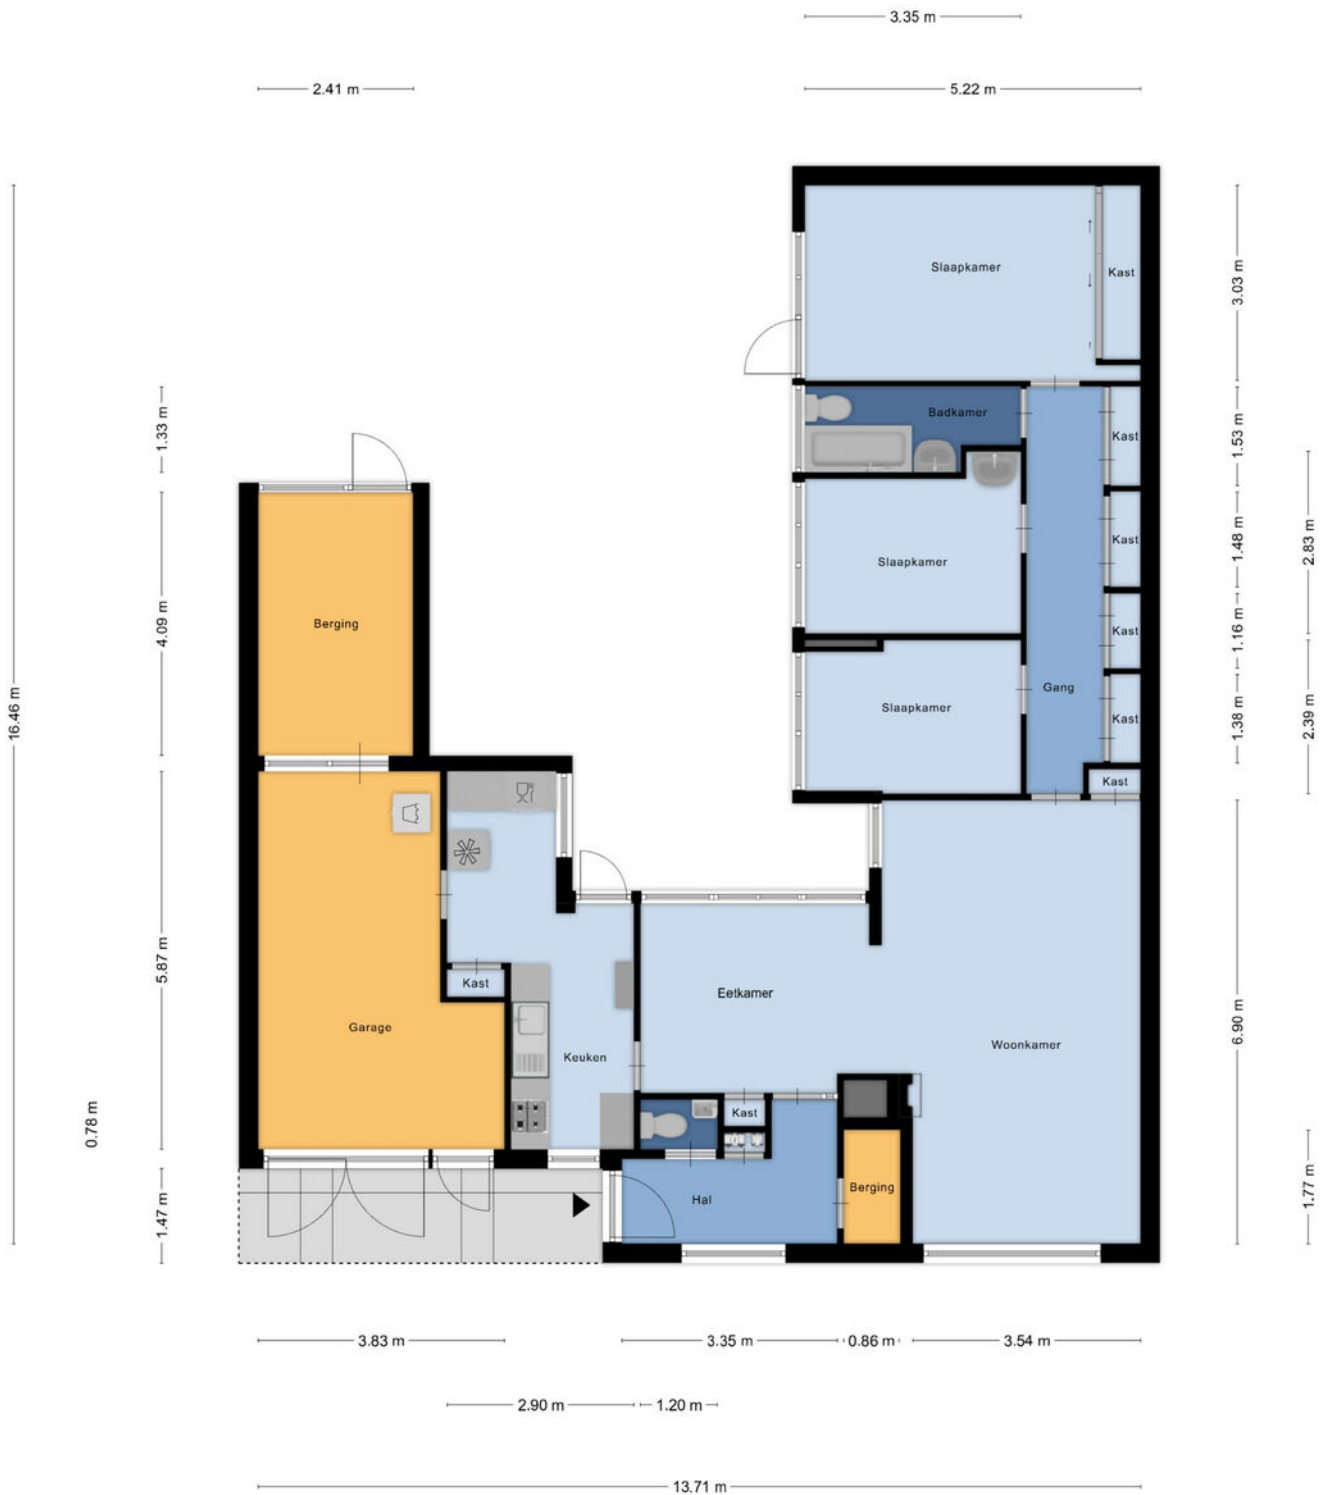 3.35 m
2.41 m
5.22 m
Slaapkamer
Kast
3.03 m
1.33 m
Badkamer
Kast
1.53 m
Kast
1.48 m
2.83 m
Slaapkamer
Berging
4.09 m
Kast
1.16 m
16.46 m
Gang
Slaapkamer
Kast
1.38 m
2.39 m
Kast
5.87 m
Kast
Eetkamer
Garage
Keuken
Woonkamer
6.90 m
0.78 m
Kast
Berging
Hal
1.47 m
1.77 m
3.83 m
3.35 m
0.86 m
3.54 m
2.90 m
1.20 m
13.71 m